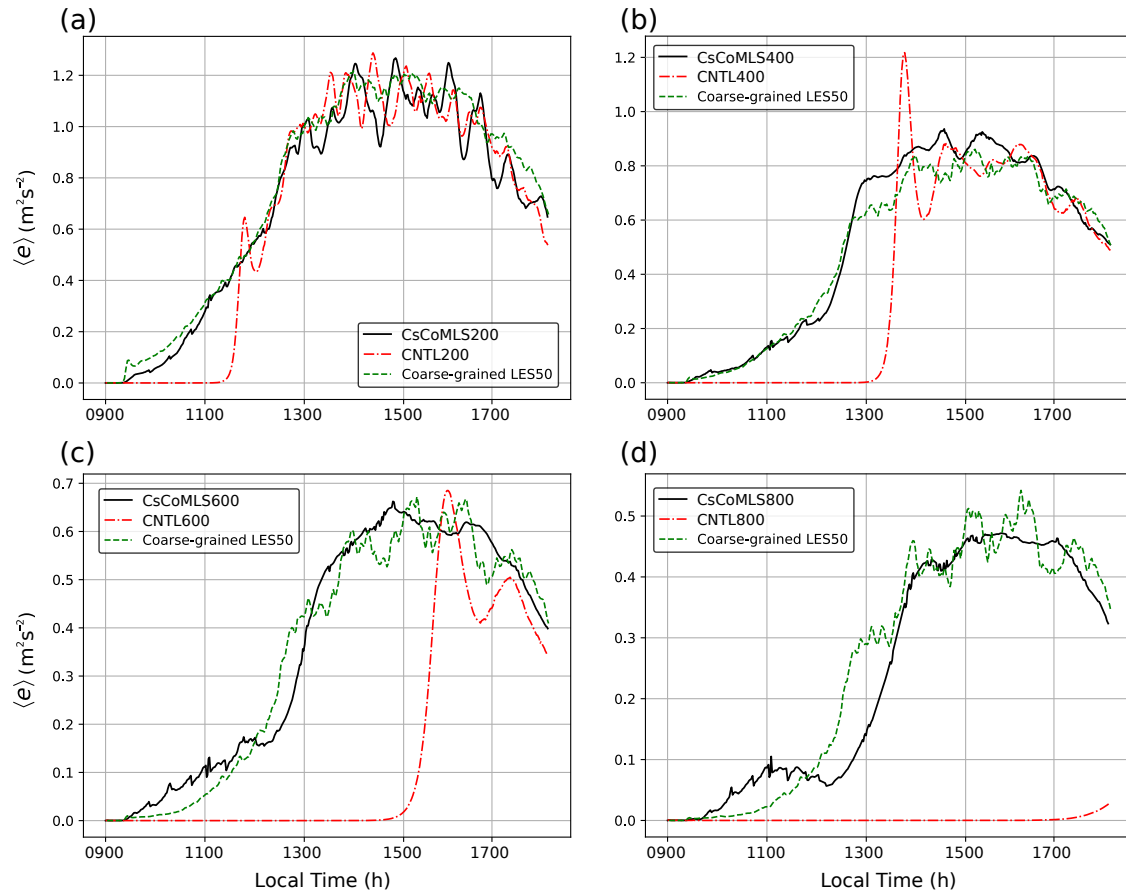 (a)
⟨e⟩ (m²s⁻²)
1.2
1.0
0.8
0.6
0.4
0.2
0.0
0900
1100
1300
1500
1700
CsCoMLS200
CNTL200
Coarse-grained LES50
(b)
1.2
1.0
0.8
0.6
0.4
0.2
0.0
0900
1100
1300
1500
1700
CsCoMLS400
CNTL400
Coarse-grained LES50
(c)
⟨e⟩ (m²s⁻²)
0.7
0.6
0.5
0.4
0.3
0.2
0.1
0.0
0900
1100
1300
1500
1700
Local Time (h)
CsCoMLS600
CNTL600
Coarse-grained LES50
(d)
0.5
0.4
0.3
0.2
0.1
0.0
0900
1100
1300
1500
1700
Local Time (h)
CsCoMLS800
CNTL800
Coarse-grained LES50